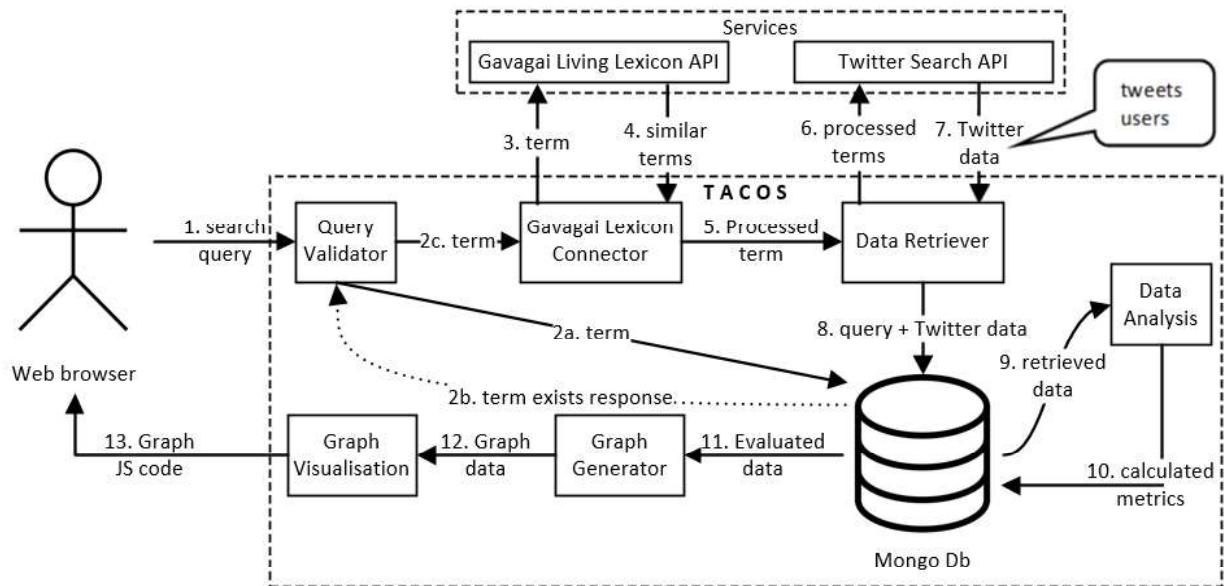 Services
Gavagai Living Lexicon API
Twitter Search API
tweets
users
3. term
4. similar
terms
6. processed
terms
7. Twitter
data
TACOS
1. search
query
Query
Validator
2c. term
Gavagai Lexicon
Connector
5. Processed
term
Data Retriever
Data
Analysis
2a. term
8. query + Twitter data
9. retrieved
data
Web browser
2b. term exists response
13. Graph
JS code
Graph
Visualisation
12. Graph
data
Graph
Generator
11. Evaluated
data
10. calculated
metrics
Mongo Db